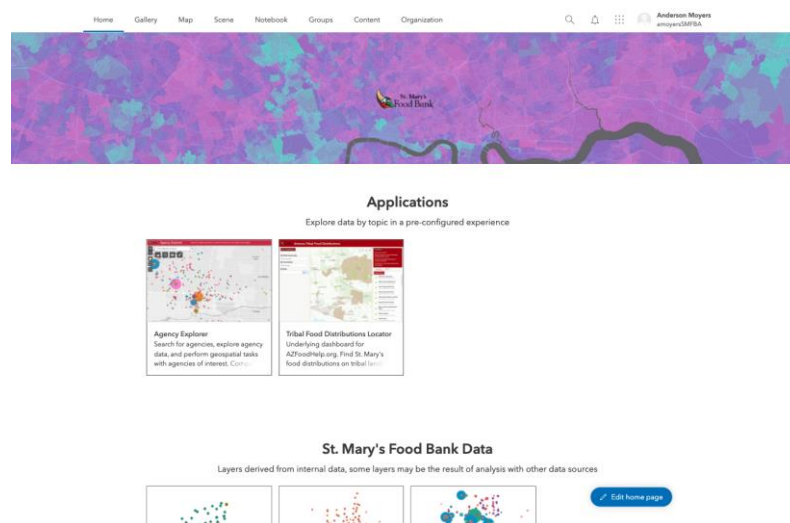 Home Gallery Map Scene Notebook Groups Content Organization
Anderson Moyers
amoyersSMFBA
St. Mary's
Food Bank
Applications
Explore data by topic in a pre-configured experience
Agency Explorer
Search for agencies, explore agency
data, and perform geospatial tasks
with agencies of interest.
Tribal Food Distributions Locator
Underlying dashboard for
AZFoodHelp.org. Find St. Mary's
food distributions on tribal
St. Mary's Food Bank Data
Layers derived from internal data, some layers may be the result of analysis with other data sources
Edit home page